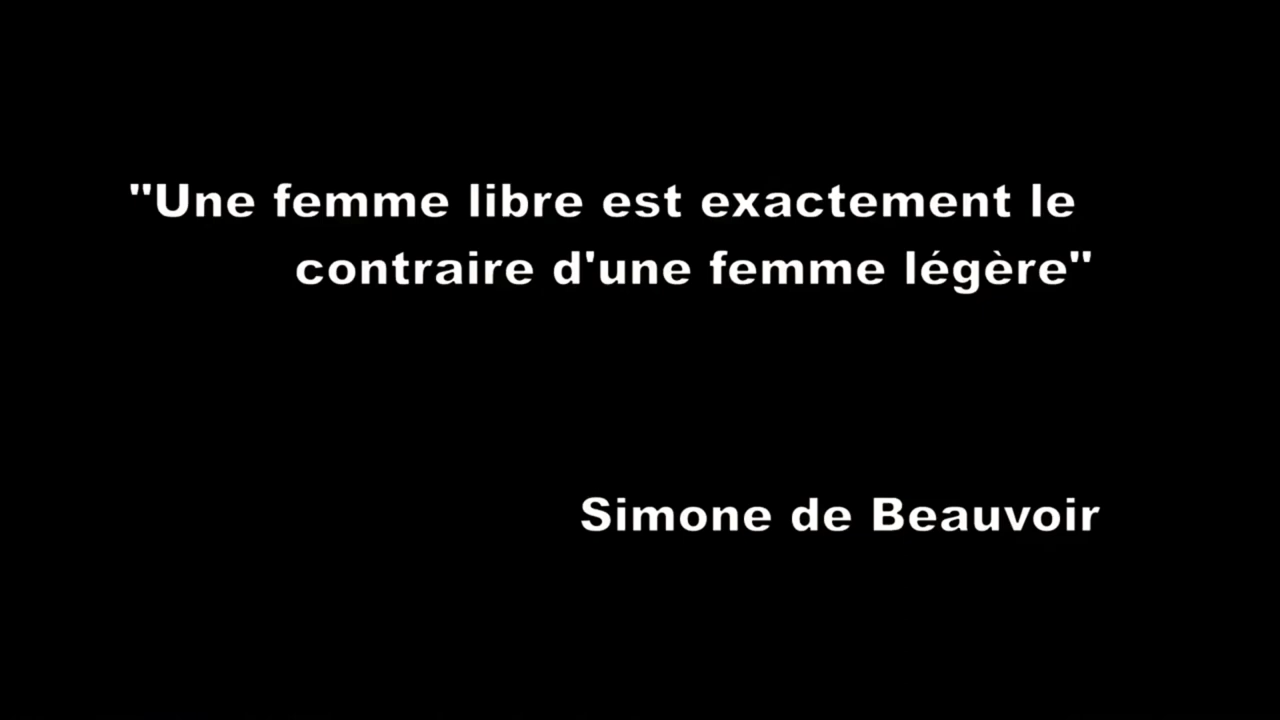 "Une femme libre est exactement le
contraire d'une femme légère"
Simone de Beauvoir